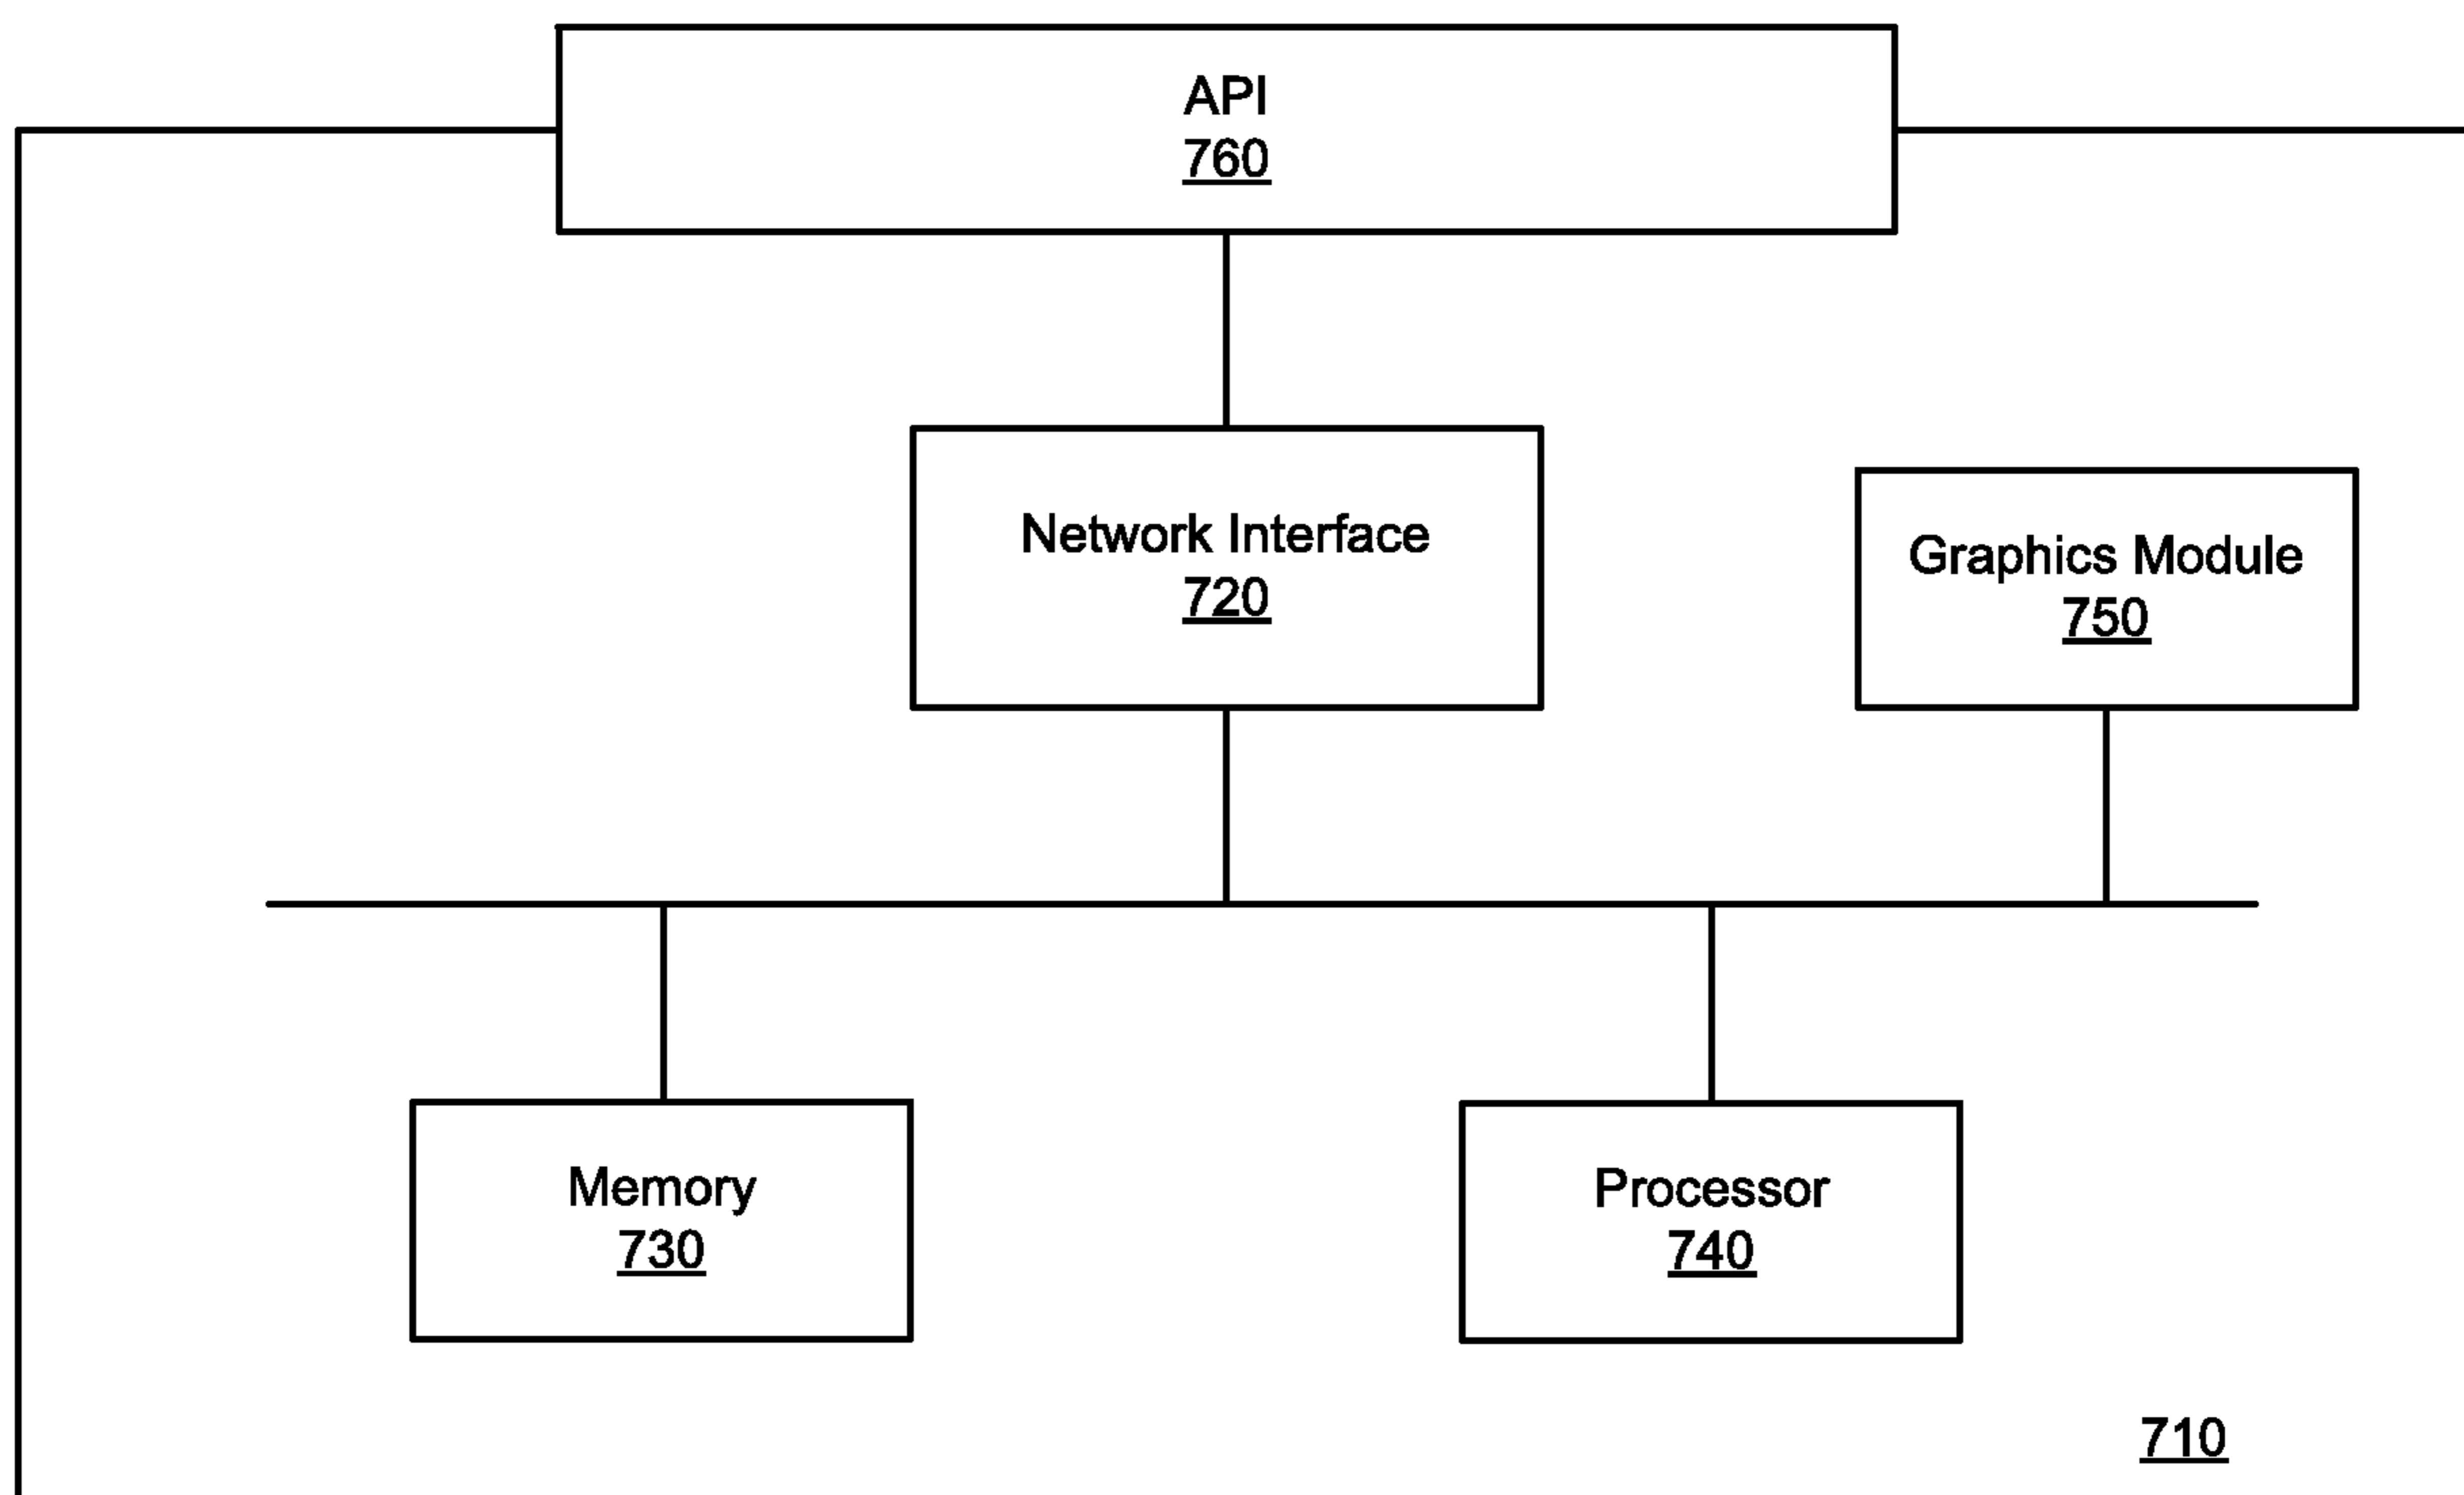 API
760
Network Interface
720
Graphics Module
750
Memory
730
Processor
740
710